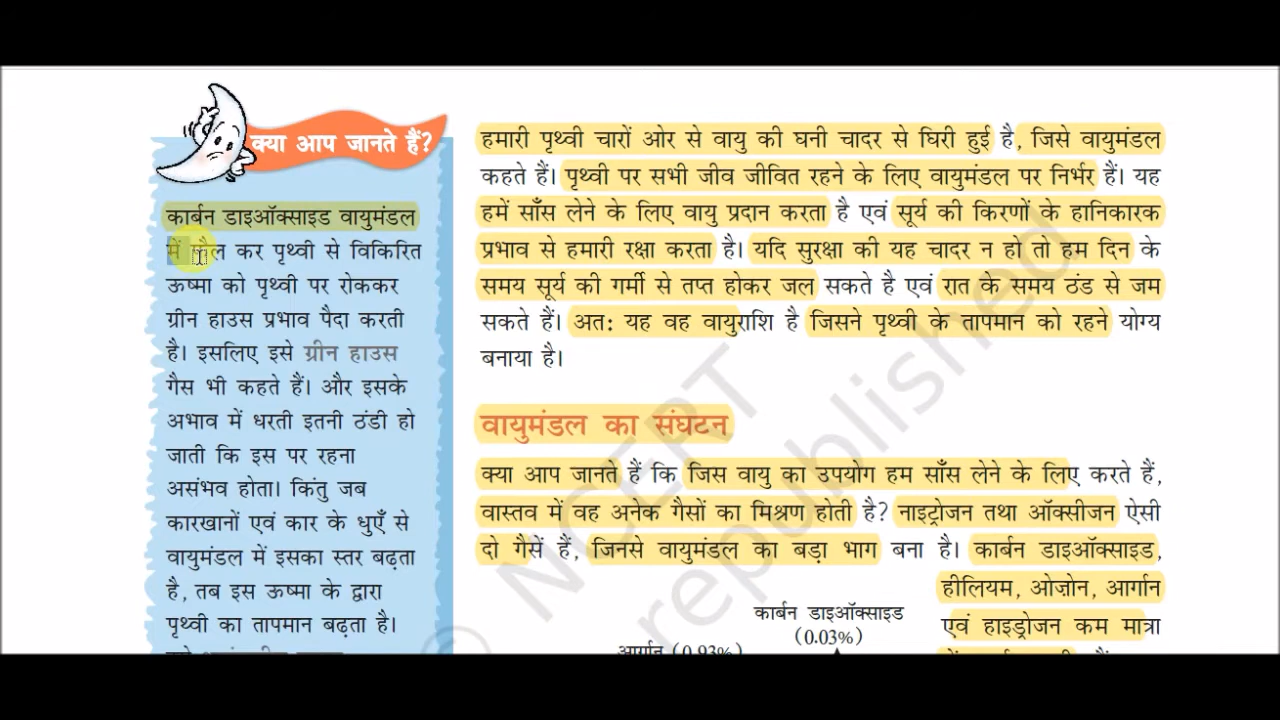 क्या आप जानते हैं?
कार्बन डाइऑक्साइड वायुमंडल
में फैल कर पृथ्वी से विकिरित
ऊष्मा को पृथ्वी पर रोककर
ग्रीन हाउस प्रभाव पैदा करती
है। इसलिए इसे ग्रीन हाउस
गैस भी कहते हैं। और इसके
अभाव में धरती इतनी ठंडी हो
जाती कि इस पर रहना
असंभव होता। किंतु जब
कारखानों एवं कार के धुएँ से
वायुमंडल में इसका स्तर बढ़ता
है, तब इस ऊष्मा के द्वारा
पृथ्वी का तापमान बढ़ता है।
हमारी पृथ्वी चारों ओर से वायु की घनी चादर से घिरी हुई है, जिसे वायुमंडल
कहते हैं। पृथ्वी पर सभी जीव जीवित रहने के लिए वायुमंडल पर निर्भर हैं। यह
हमें साँस लेने के लिए वायु प्रदान करता है एवं सूर्य की किरणों के हानिकारक
प्रभाव से हमारी रक्षा करता है। यदि सुरक्षा की यह चादर न हो तो हम दिन के
समय सूर्य की गर्मी से तप्त होकर जल सकते है एवं रात के समय ठंड से जम
सकते हैं। अतः यह वह वायुराशि है जिसने पृथ्वी के तापमान को रहने योग्य
बनाया है।
वायुमंडल का संघटन
क्या आप जानते हैं कि जिस वायु का उपयोग हम साँस लेने के लिए करते हैं,
वास्तव में वह अनेक गैसों का मिश्रण होती है? नाइट्रोजन तथा ऑक्सीजन ऐसी
दो गैसें हैं, जिनसे वायुमंडल का बड़ा भाग बना है। कार्बन डाइऑक्साइड,
हीलियम, ओज़ोन, आर्गान
एवं हाइड्रोजन कम मात्रा
कार्बन डाइऑक्साइड
(0.03%)
आर्गान (0.93%)
© NCERT
republished